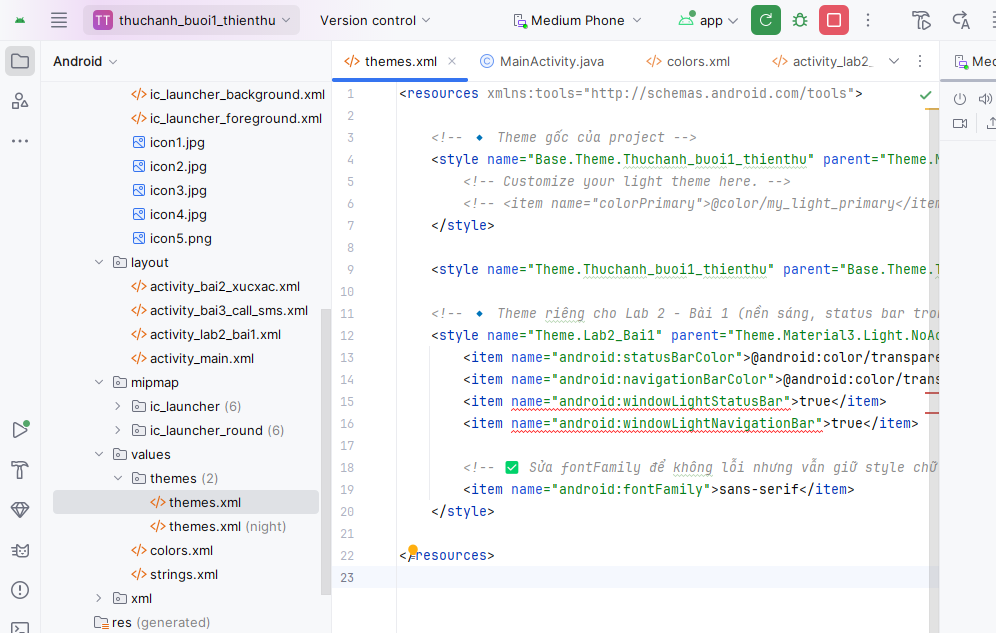 TT thuchanh_buoi1_thienthu Version control Medium Phone app
Android
themes.xml MainActivity.java colors.xml activity_lab2_
ic_launcher_background.xml
ic_launcher_foreground.xml
icon1.jpg
icon2.jpg
icon3.jpg
icon4.jpg
icon5.png
layout
activity_bai2_xucxac.xml
activity_bai3_call_sms.xml
activity_lab2_bai1.xml
activity_main.xml
mipmap
ic_launcher (6)
ic_launcher_round (6)
values
themes (2)
themes.xml
themes.xml (night)
colors.xml
strings.xml
xml
res (generated)
1 <resources xmlns:tools="http://schemas.android.com/tools">
2
3 <!-- 🔹 Theme gốc của project -->
4 <style name="Base.Theme.Thuchanh_buoi1_thienthu" parent="Theme.M
5 <!-- Customize your light theme here. -->
6 <!-- <item name="colorPrimary">@color/my_light_primary</item
7 </style>
8
9 <style name="Theme.Thuchanh_buoi1_thienthu" parent="Base.Theme.T
10
11 <!-- 🔹 Theme riêng cho Lab 2 - Bài 1 (nền sáng, status bar tron
12 <style name="Theme.Lab2_Bai1" parent="Theme.Material3.Light.NoAc
13 <item name="android:statusBarColor">@android:color/transpare
14 <item name="android:navigationBarColor">@android:color/trans
15 <item name="android:windowLightStatusBar">true</item>
16 <item name="android:windowLightNavigationBar">true</item>
17
18 <!-- ✅ Sửa fontFamily để không lỗi nhưng vẫn giữ style chữ
19 <item name="android:fontFamily">sans-serif</item>
20 </style>
21
22 </resources>
23